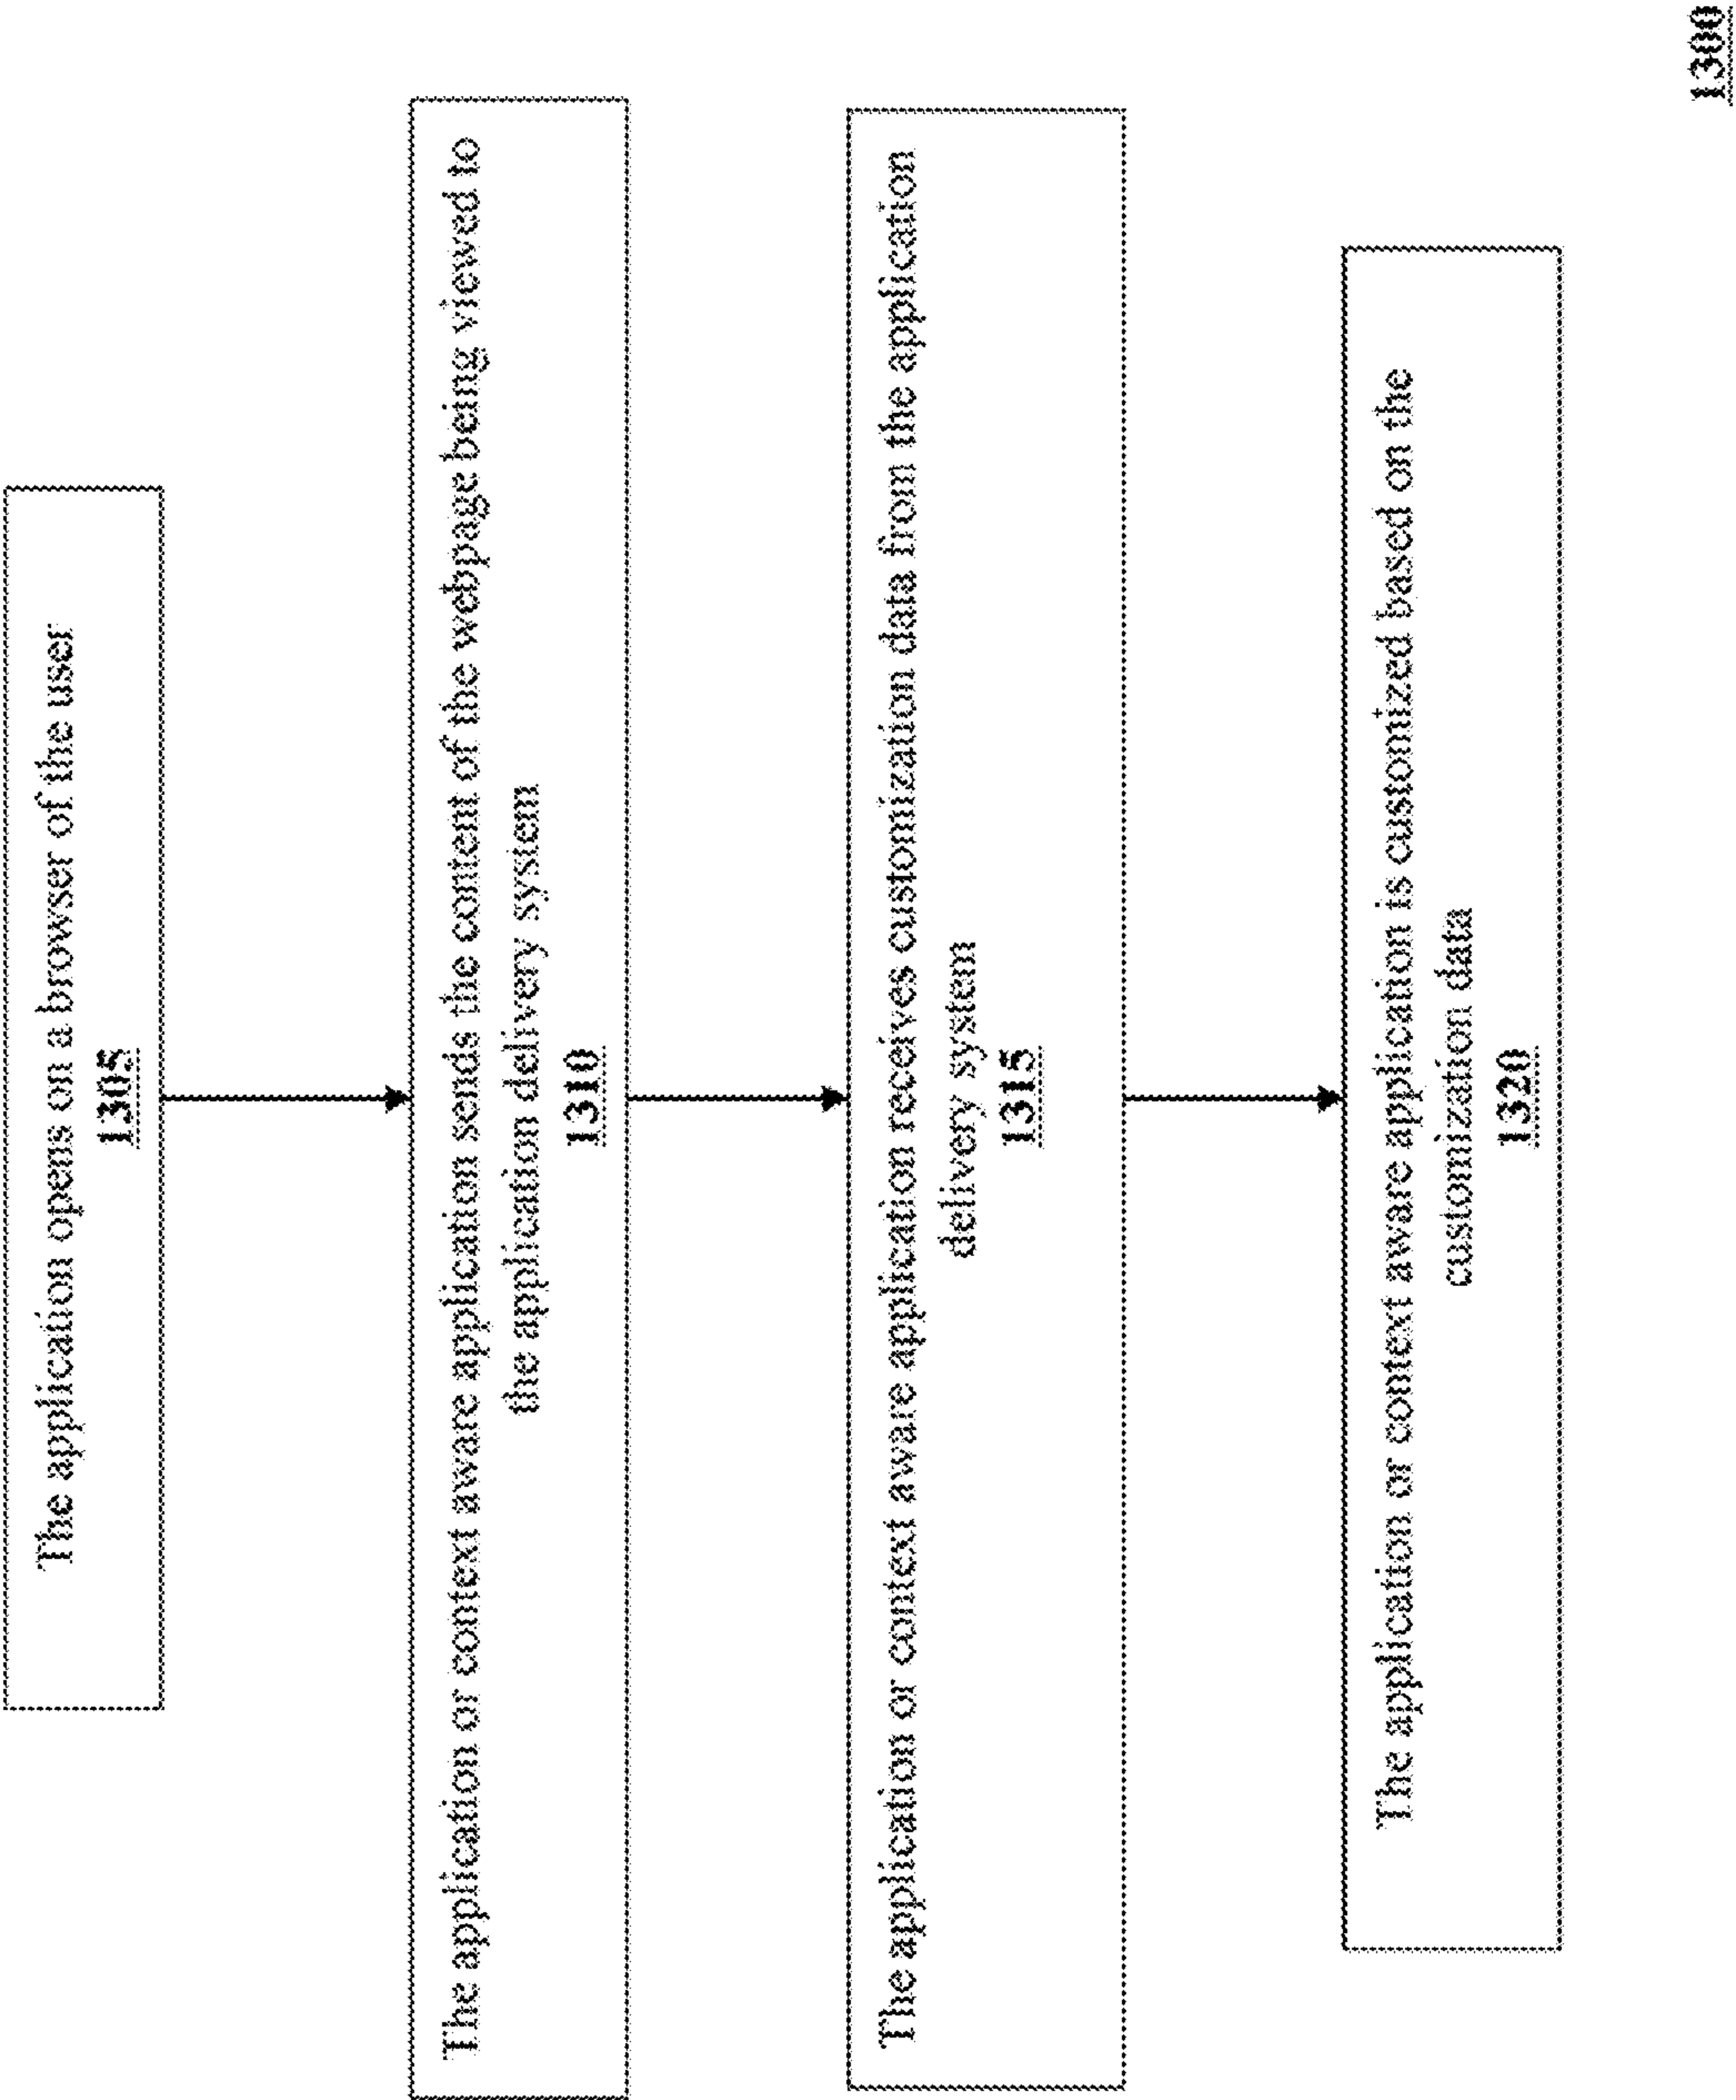 The application opens on a browser of the user
1305
The application or context aware application sends the content of the webpage being viewed to
the application delivery system
1310
The application or context aware application receives customization data from the application
delivery system
1315
The application or context aware application is customized based on the
customization data
1320
1300